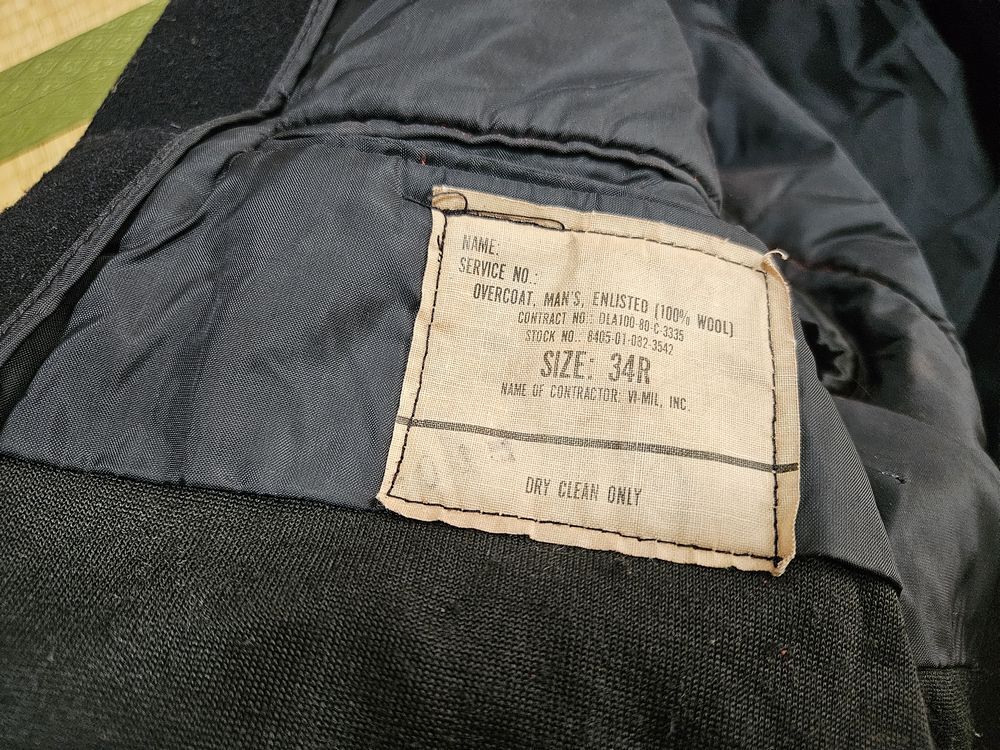 NAME:
SERVICE NO.:
OVERCOAT, MAN'S, ENLISTED (100% WOOL)
CONTRACT NO.: DLA100-80-C-3335
STOCK NO.: 8405-01-082-3542
SIZE: 34R
NAME OF CONTRACTOR: VI-MIL, INC.
DRY CLEAN ONLY